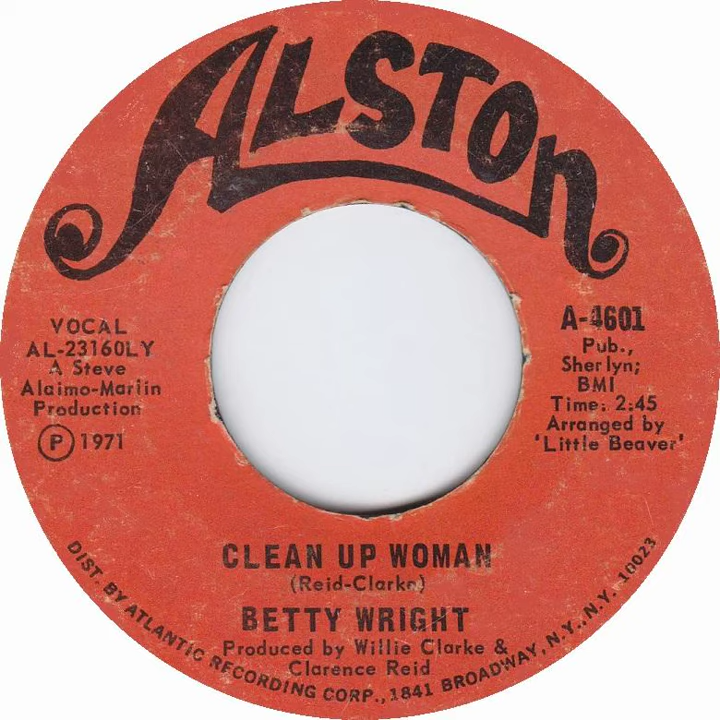 ALSTON
VOCAL
AL-23160LY
A Steve
Alaimo-Marlin
Production
Ⓟ 1971
A-4601
Pub.,
Sherlyn;
BMI
Time: 2:45
Arranged by
'Little Beaver'
CLEAN UP WOMAN
(Reid-Clarke)
BETTY WRIGHT
Produced by Willie Clarke &
Clarence Reid
DIST. BY ATLANTIC RECORDING CORP., 1841 BROADWAY, N.Y., N.Y. 10023